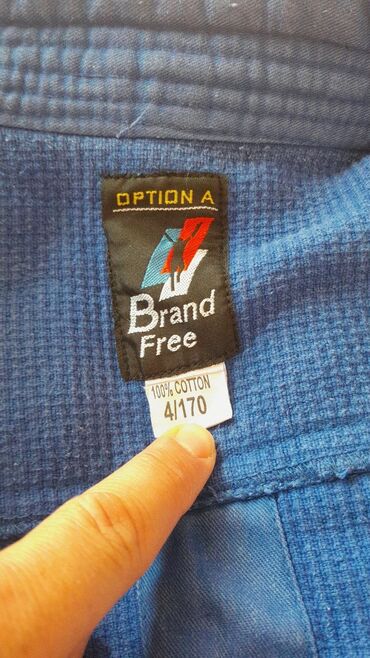 OPTION A
Brand
Free
100% COTTON
4/170